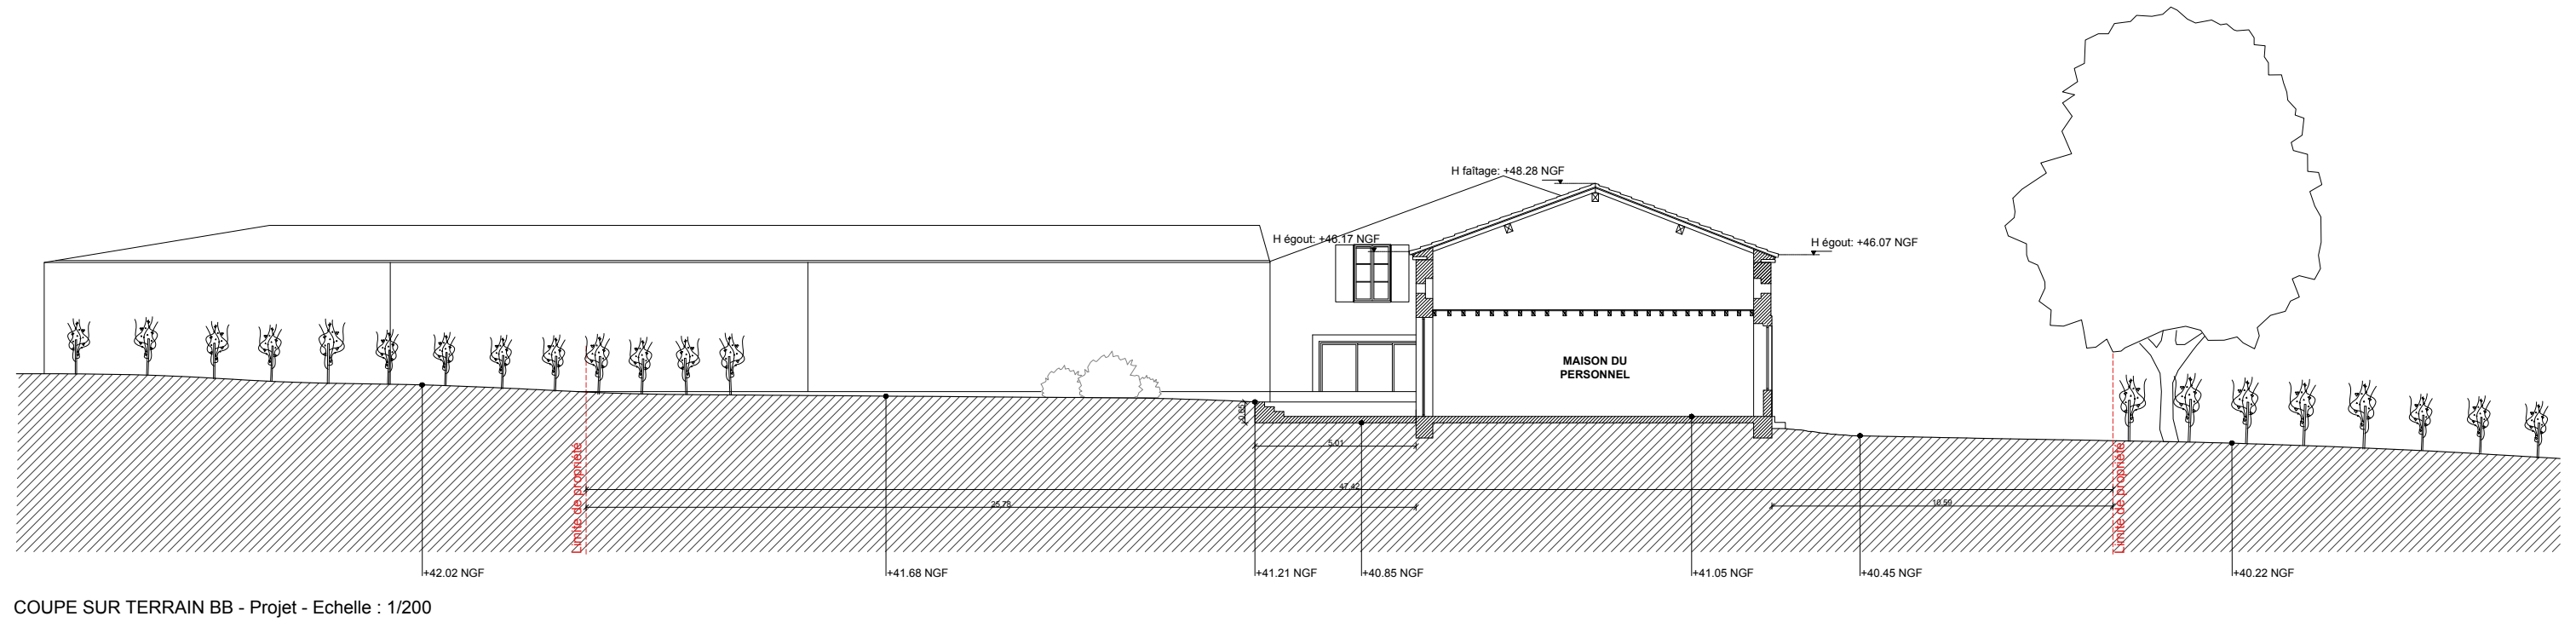 H faîtage: +48.28 NGF
H égout: +46.17 NGF
H égout: +46.07 NGF
MAISON DU
PERSONNEL
0.65
5.01
47.42
25.78
10.59
Limite de propriété
Limite de propriété
+42.02 NGF
+41.68 NGF
+41.21 NGF
+40.85 NGF
+41.05 NGF
+40.45 NGF
+40.22 NGF
COUPE SUR TERRAIN BB - Projet - Echelle : 1/200